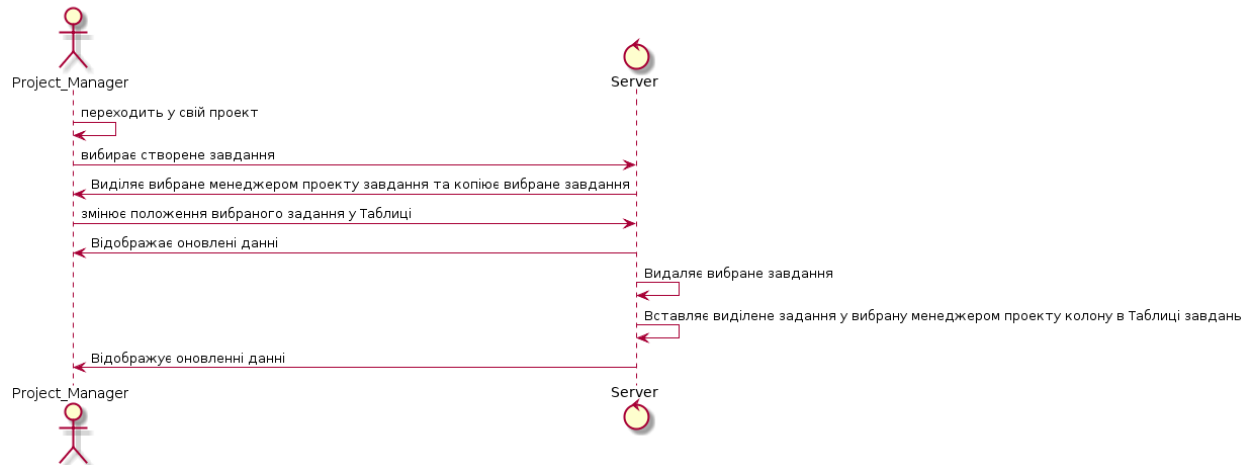 Project_Manager
Server
переходить у свій проект
вибирає створене завдання
Виділяє вибране менеджером проекту завдання та копіює вибране завдання
змінює положення вибраного задання у Таблиці
Відображає оновлені данні
Видаляє вибране завдання
Вставляє виділене задання у вибрану менеджером проекту колону в Таблиці завдань
Відображує оновленні данні
Project_Manager
Server